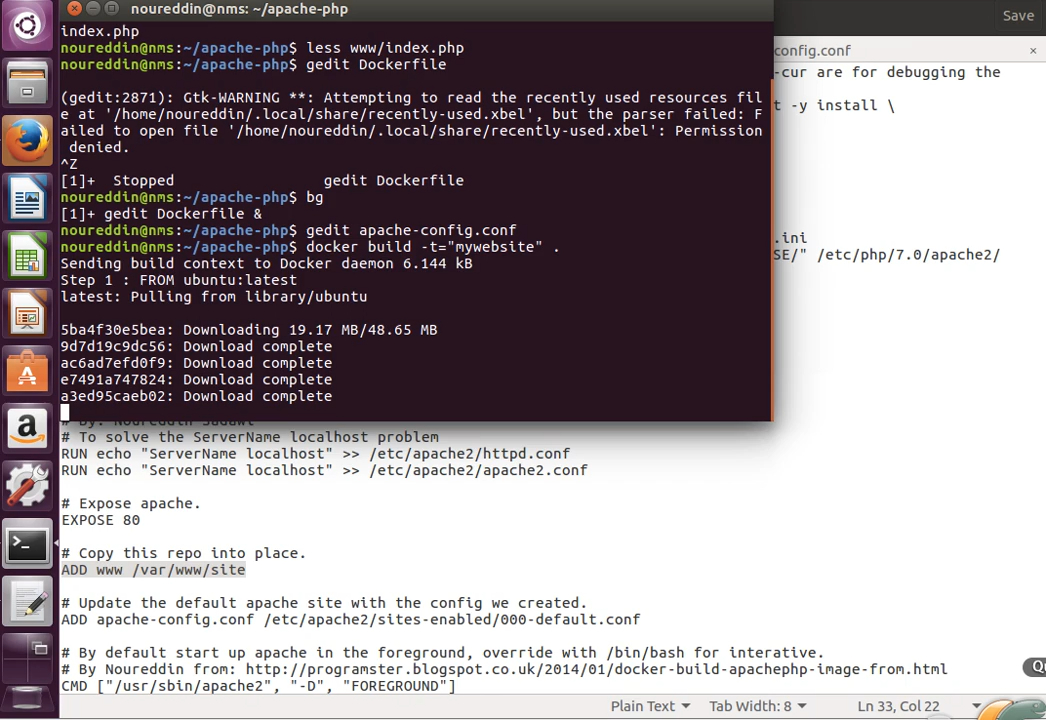 noureddin@nms: ~/apache-php
Save
index.php
noureddin@nms:~/apache-php$ less www/index.php
config.conf
×
noureddin@nms:~/apache-php$ gedit Dockerfile
-cur are for debugging the
(gedit:2871): Gtk-WARNING **: Attempting to read the recently used resources fil
t -y install \
e at '/home/noureddin/.local/share/recently-used.xbel', but the parser failed: F
ailed to open file '/home/noureddin/.local/share/recently-used.xbel': Permission
 denied.
^Z
[1]+  Stopped                 gedit Dockerfile
noureddin@nms:~/apache-php$ bg
[1]+ gedit Dockerfile &
noureddin@nms:~/apache-php$ gedit apache-config.conf
.ini
noureddin@nms:~/apache-php$ docker build -t="mywebsite" .
SE/" /etc/php/7.0/apache2/
Sending build context to Docker daemon 6.144 kB
Step 1 : FROM ubuntu:latest
latest: Pulling from library/ubuntu
5ba4f30e5bea: Downloading 19.17 MB/48.65 MB
9d7d19c9dc56: Download complete
ac6ad7efd0f9: Download complete
e7491a747824: Download complete
a3ed95caeb02: Download complete
# By: Noureddin Sadawi
# To solve the ServerName localhost problem
RUN echo "ServerName localhost" >> /etc/apache2/httpd.conf
RUN echo "ServerName localhost" >> /etc/apache2/apache2.conf
# Expose apache.
EXPOSE 80
# Copy this repo into place.
ADD www /var/www/site
# Update the default apache site with the config we created.
ADD apache-config.conf /etc/apache2/sites-enabled/000-default.conf
# By default start up apache in the foreground, override with /bin/bash for interative.
# By Noureddin from: http://programster.blogspot.co.uk/2014/01/docker-build-apachephp-image-from.html
CMD ["/usr/sbin/apache2", "-D", "FOREGROUND"]
Plain Text
Tab Width: 8
Ln 33, Col 22